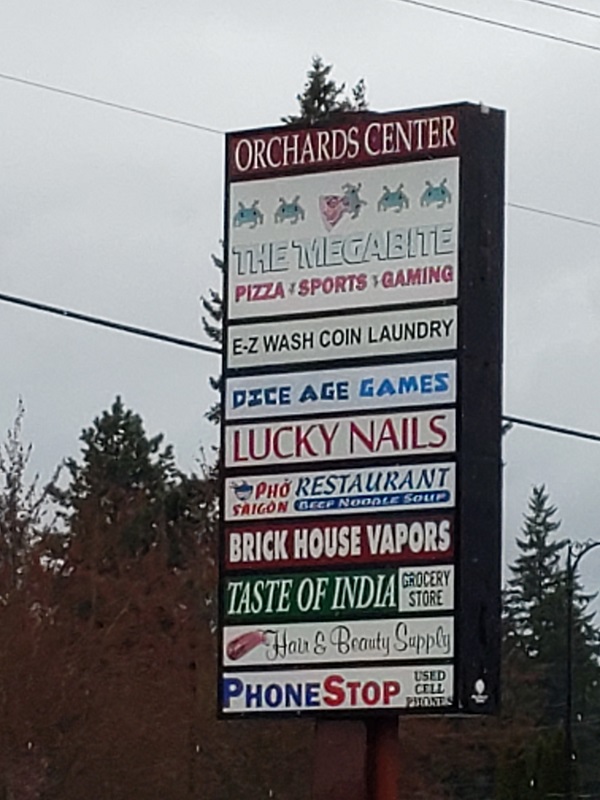 ORCHARDS CENTER
THE MEGABITE
PIZZA SPORTS GAMING
E-Z WASH COIN LAUNDRY
DICE AGE GAMES
LUCKY NAILS
PHỞ SAIGON
RESTAURANT
BEEF NOODLE SOUP
BRICK HOUSE VAPORS
TASTE OF INDIA
GROCERY
STORE
Hair & Beauty Supply
PHONESTOP
USED
CELL
PHONES